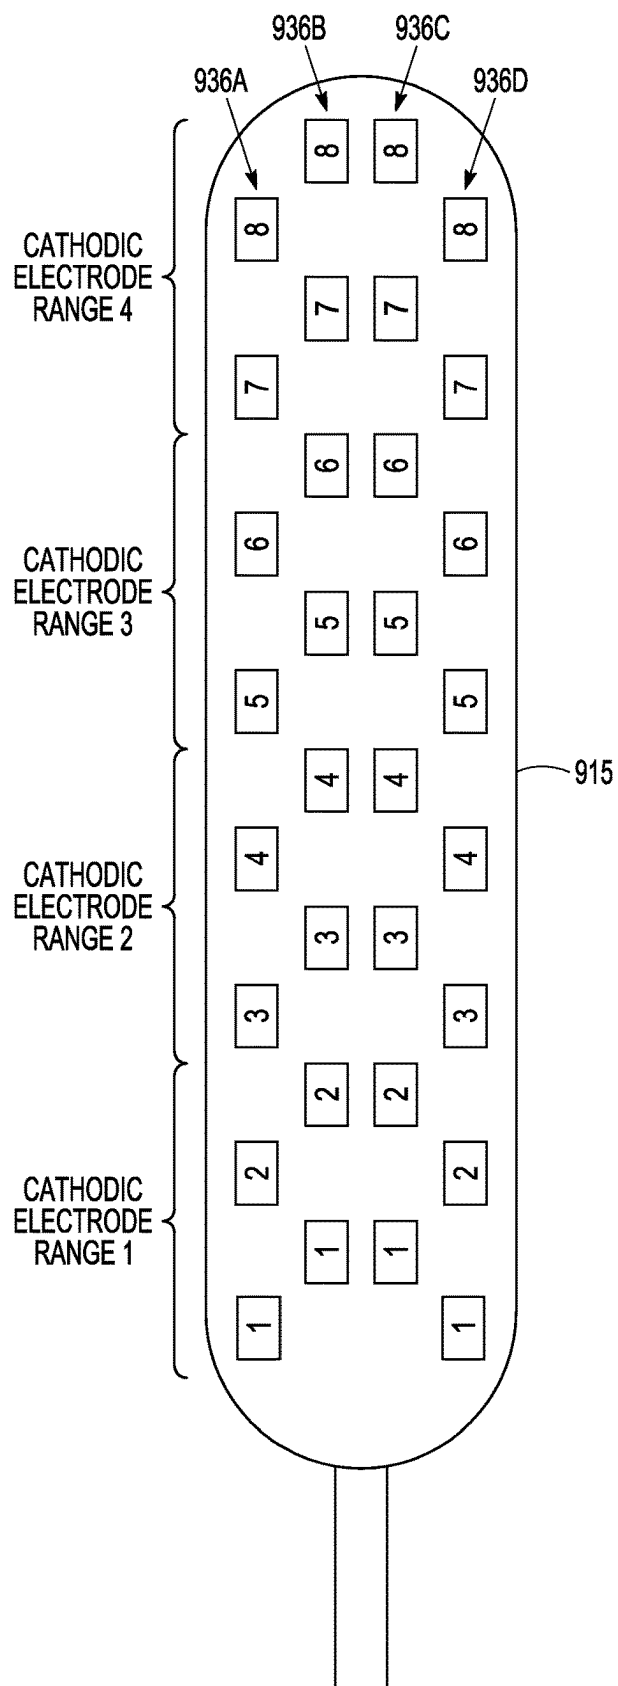 936B 936C
936A 936D
8 8
8 8
CATHODIC
ELECTRODE
RANGE 4
7 7
7 7
6 6
6 6
CATHODIC
ELECTRODE
RANGE 3
5 5
5 5
4 4
915
4 4
CATHODIC
ELECTRODE
RANGE 2
3 3
3 3
2 2
2 2
CATHODIC
ELECTRODE
RANGE 1
1 1
1 1